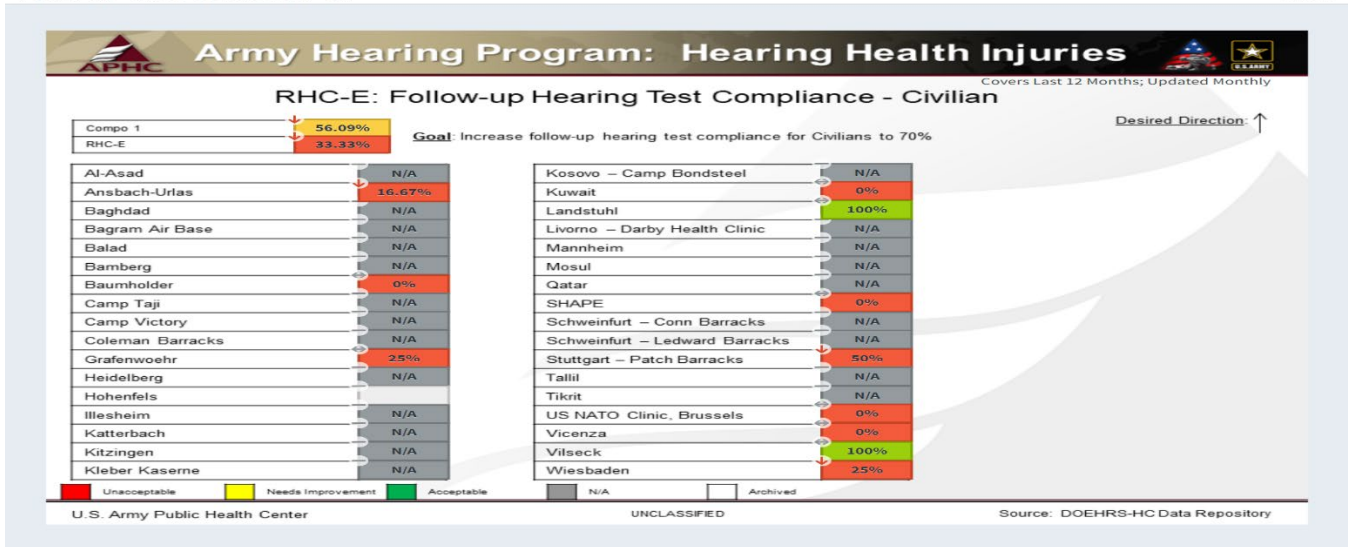 Army Hearing Program: Hearing Health Injuries
APHC
U.S. ARMY
Covers Last 12 Months; Updated Monthly
RHC-E: Follow-up Hearing Test Compliance - Civilian
Desired Direction: ↑
Compo 1 56.09%
RHC-E 33.33%
Goal: Increase follow-up hearing test compliance for Civilians to 70%
Al-Asad N/A
Ansbach-Urlas 16.67%
Baghdad N/A
Bagram Air Base N/A
Balad N/A
Bamberg N/A
Baumholder 0%
Camp Taji N/A
Camp Victory N/A
Coleman Barracks N/A
Grafenwoehr 25%
Heidelberg N/A
Hohenfels
Illesheim N/A
Katterbach N/A
Kitzingen N/A
Kleber Kaserne N/A
Kosovo – Camp Bondsteel N/A
Kuwait 0%
Landstuhl 100%
Livorno – Darby Health Clinic N/A
Mannheim N/A
Mosul N/A
Qatar N/A
SHAPE 0%
Schweinfurt – Conn Barracks N/A
Schweinfurt – Ledward Barracks N/A
Stuttgart – Patch Barracks 50%
Tallil N/A
Tikrit N/A
US NATO Clinic, Brussels 0%
Vicenza 0%
Vilseck 100%
Wiesbaden 25%
Unacceptable Needs Improvement Acceptable N/A Archived
U.S. Army Public Health Center UNCLASSIFIED Source: DOEHRS-HC Data Repository